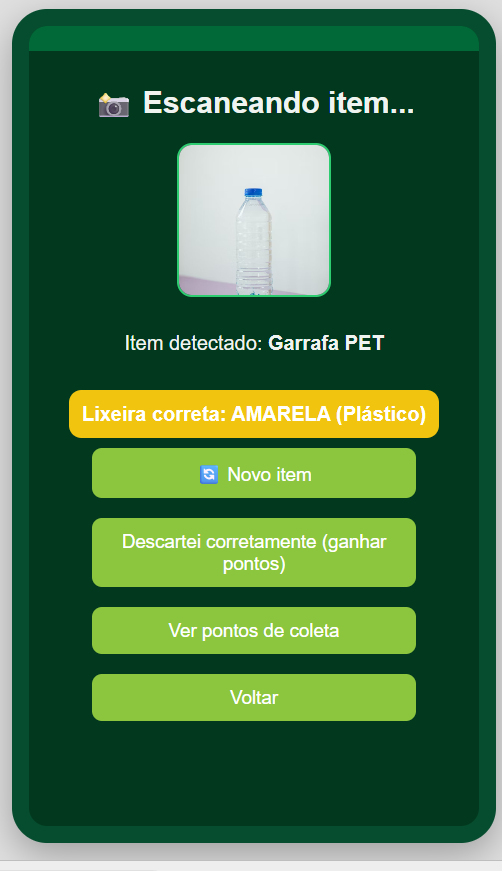 Escaneando item...
Item detectado: Garrafa PET
Lixeira correta: AMARELA (Plástico)
Novo item
Descartei corretamente (ganhar
pontos)
Ver pontos de coleta
Voltar